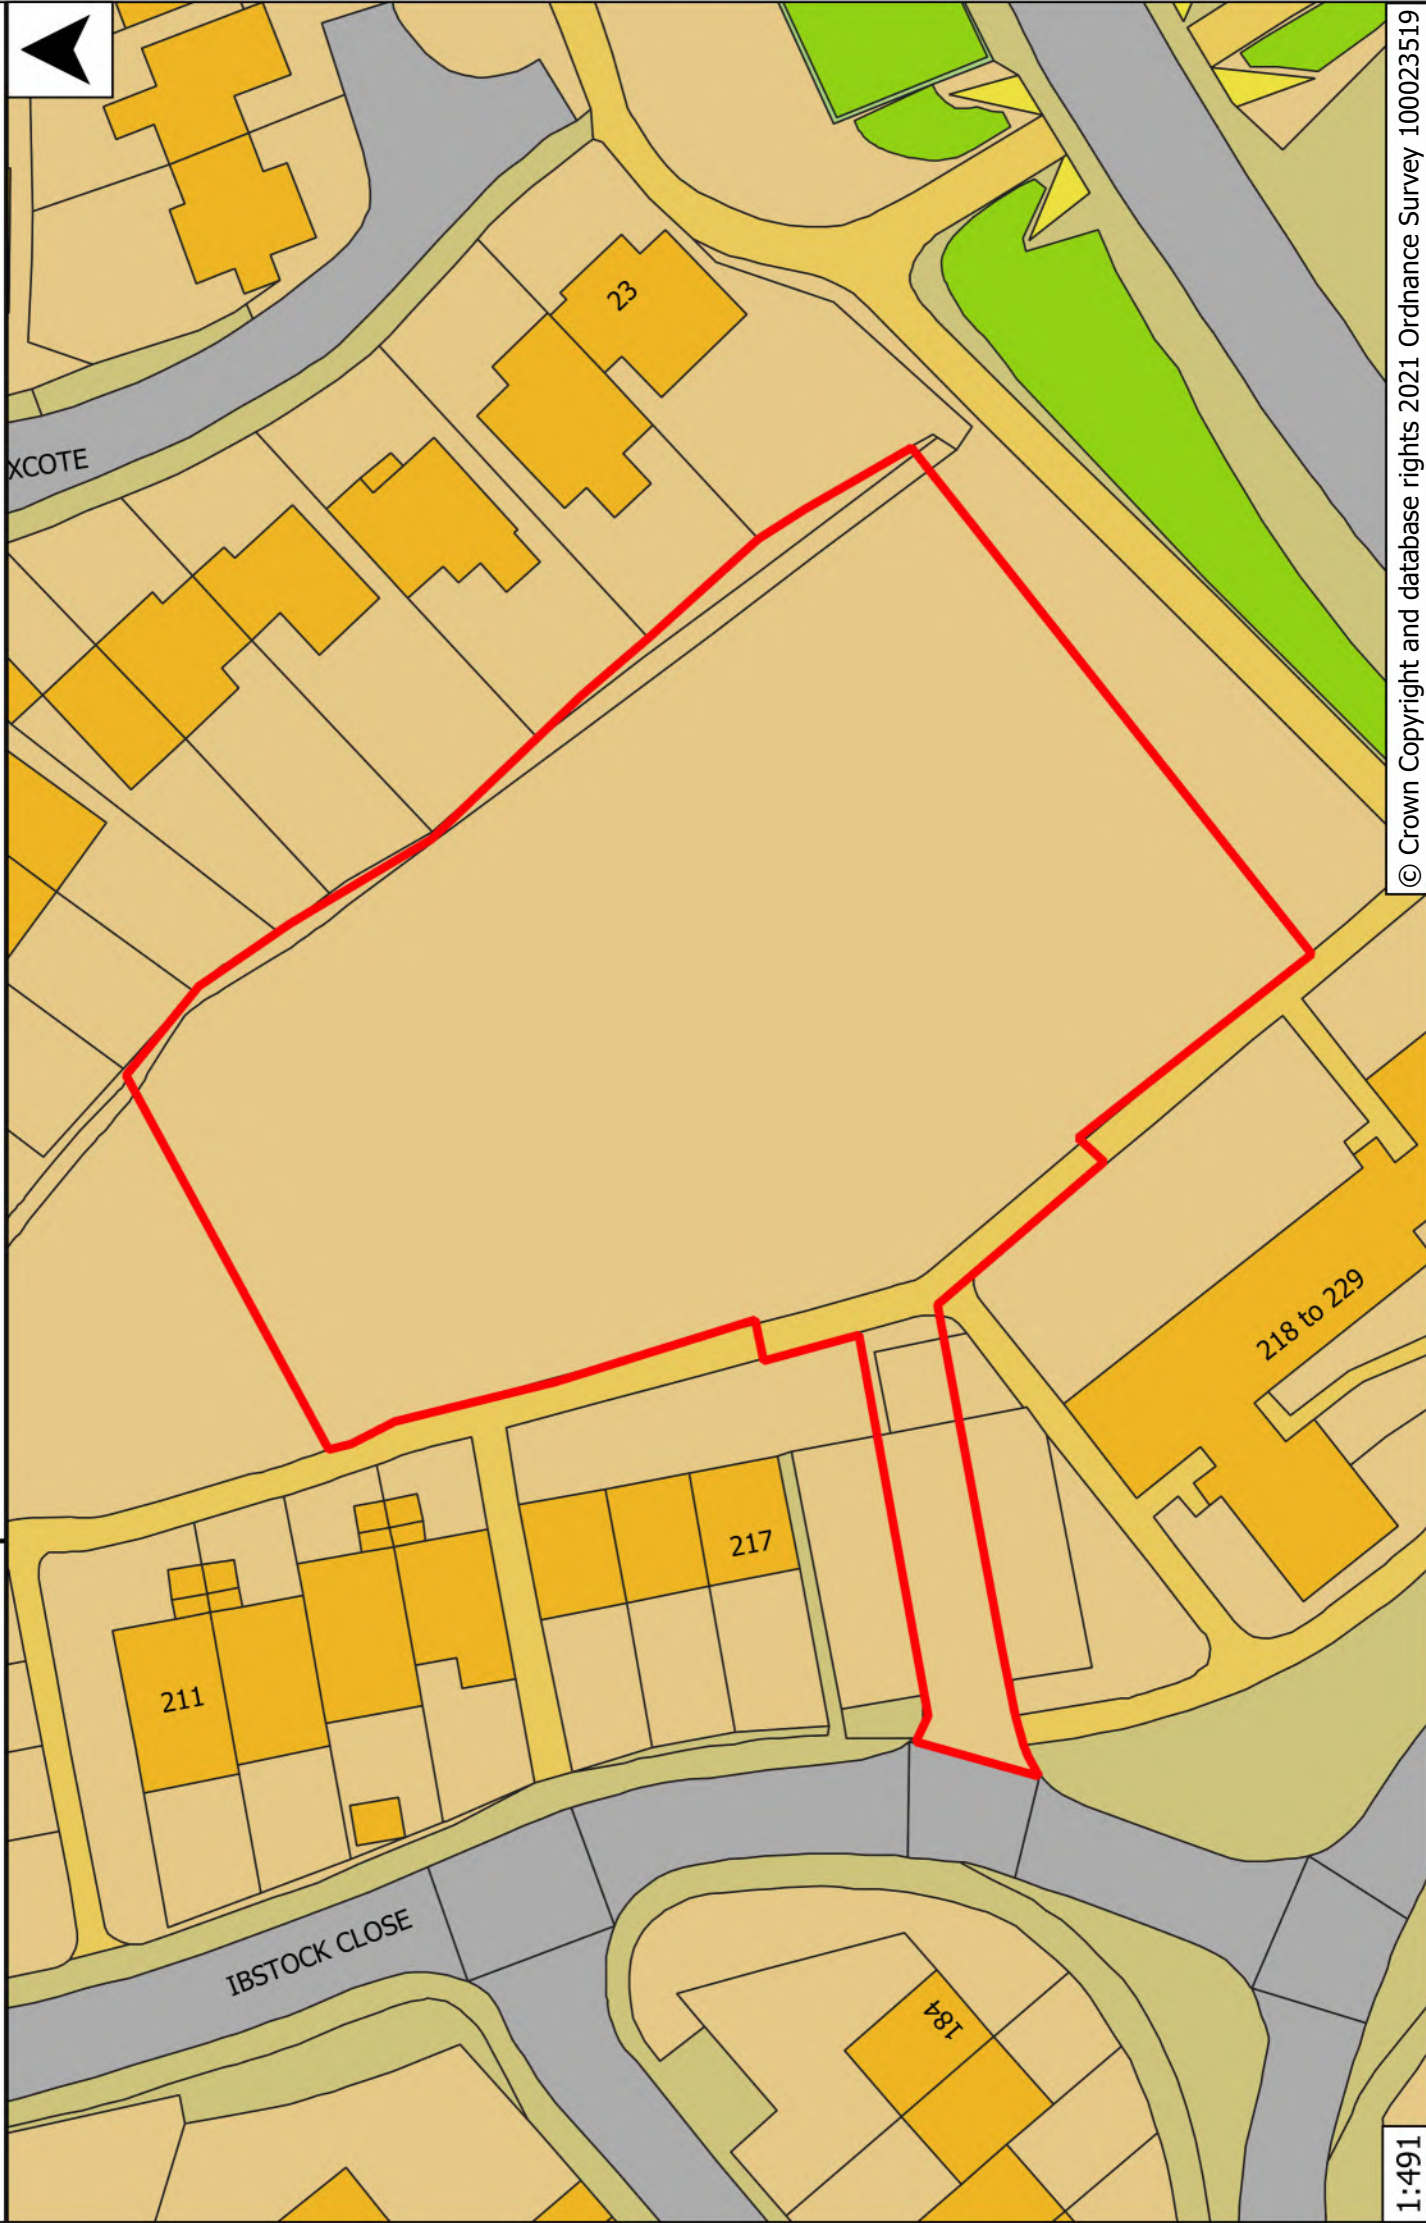 © Crown Copyright and database rights 2021 Ordnance Survey 100023519
XCOTE
23
218 to 229
217
211
IBSTOCK CLOSE
184
1:491